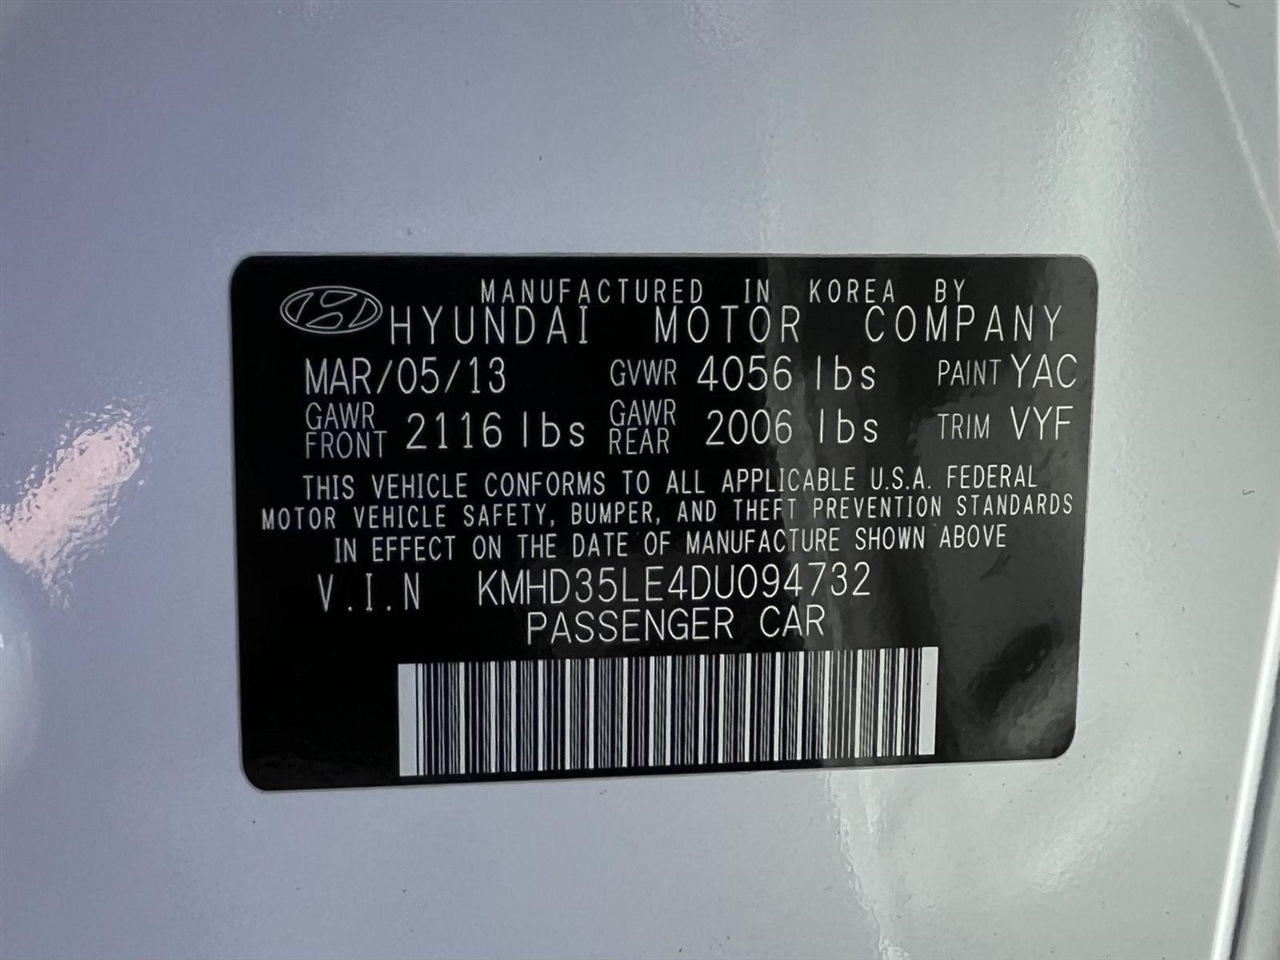 MANUFACTURED IN KOREA BY
HYUNDAI MOTOR COMPANY
MAR/05/13 GVWR 4056 lbs PAINT YAC
GAWR FRONT 2116 lbs GAWR REAR 2006 lbs TRIM VYF
THIS VEHICLE CONFORMS TO ALL APPLICABLE U.S.A. FEDERAL
MOTOR VEHICLE SAFETY, BUMPER, AND THEFT PREVENTION STANDARDS
IN EFFECT ON THE DATE OF MANUFACTURE SHOWN ABOVE
V.I.N KMHD35LE4DU094732
PASSENGER CAR